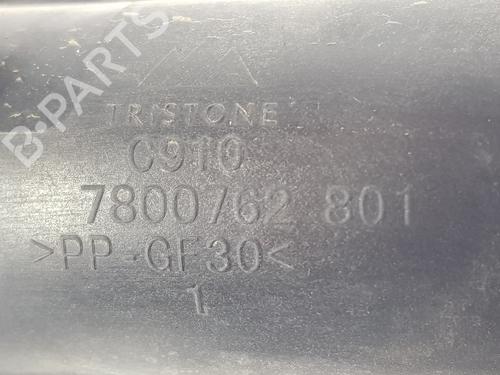 B-PARTS
TRISTONE
C910
7800762 801
>PP-GF30<
1